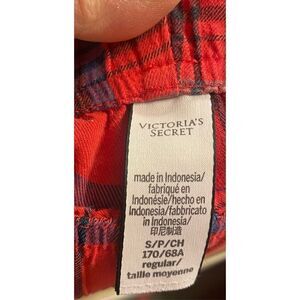 VICTORIA'S
SECRET
made in Indonesia/
fabriqué en
Indonésie/hecho en
Indonesia/fabbricato
in Indonesia/
印尼制造
S/P/CH
170/68A
regular/
taille moyenne